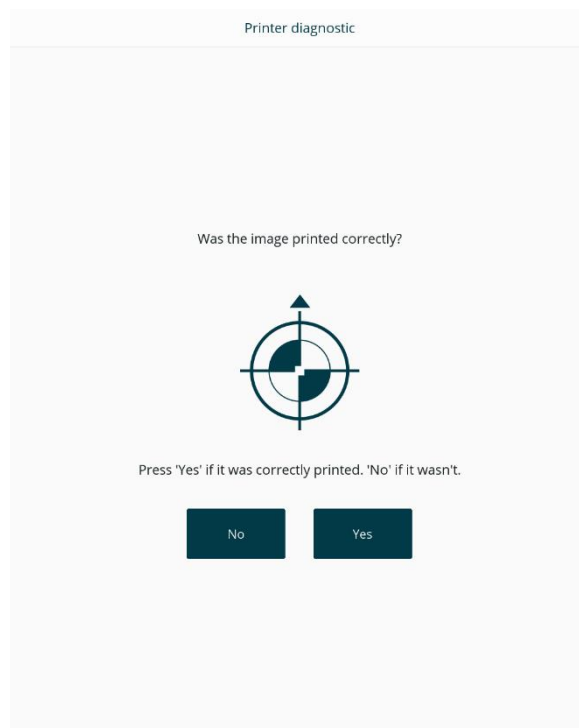 Printer diagnostic
Was the image printed correctly?
Press 'Yes' if it was correctly printed. 'No' if it wasn't.
No
Yes